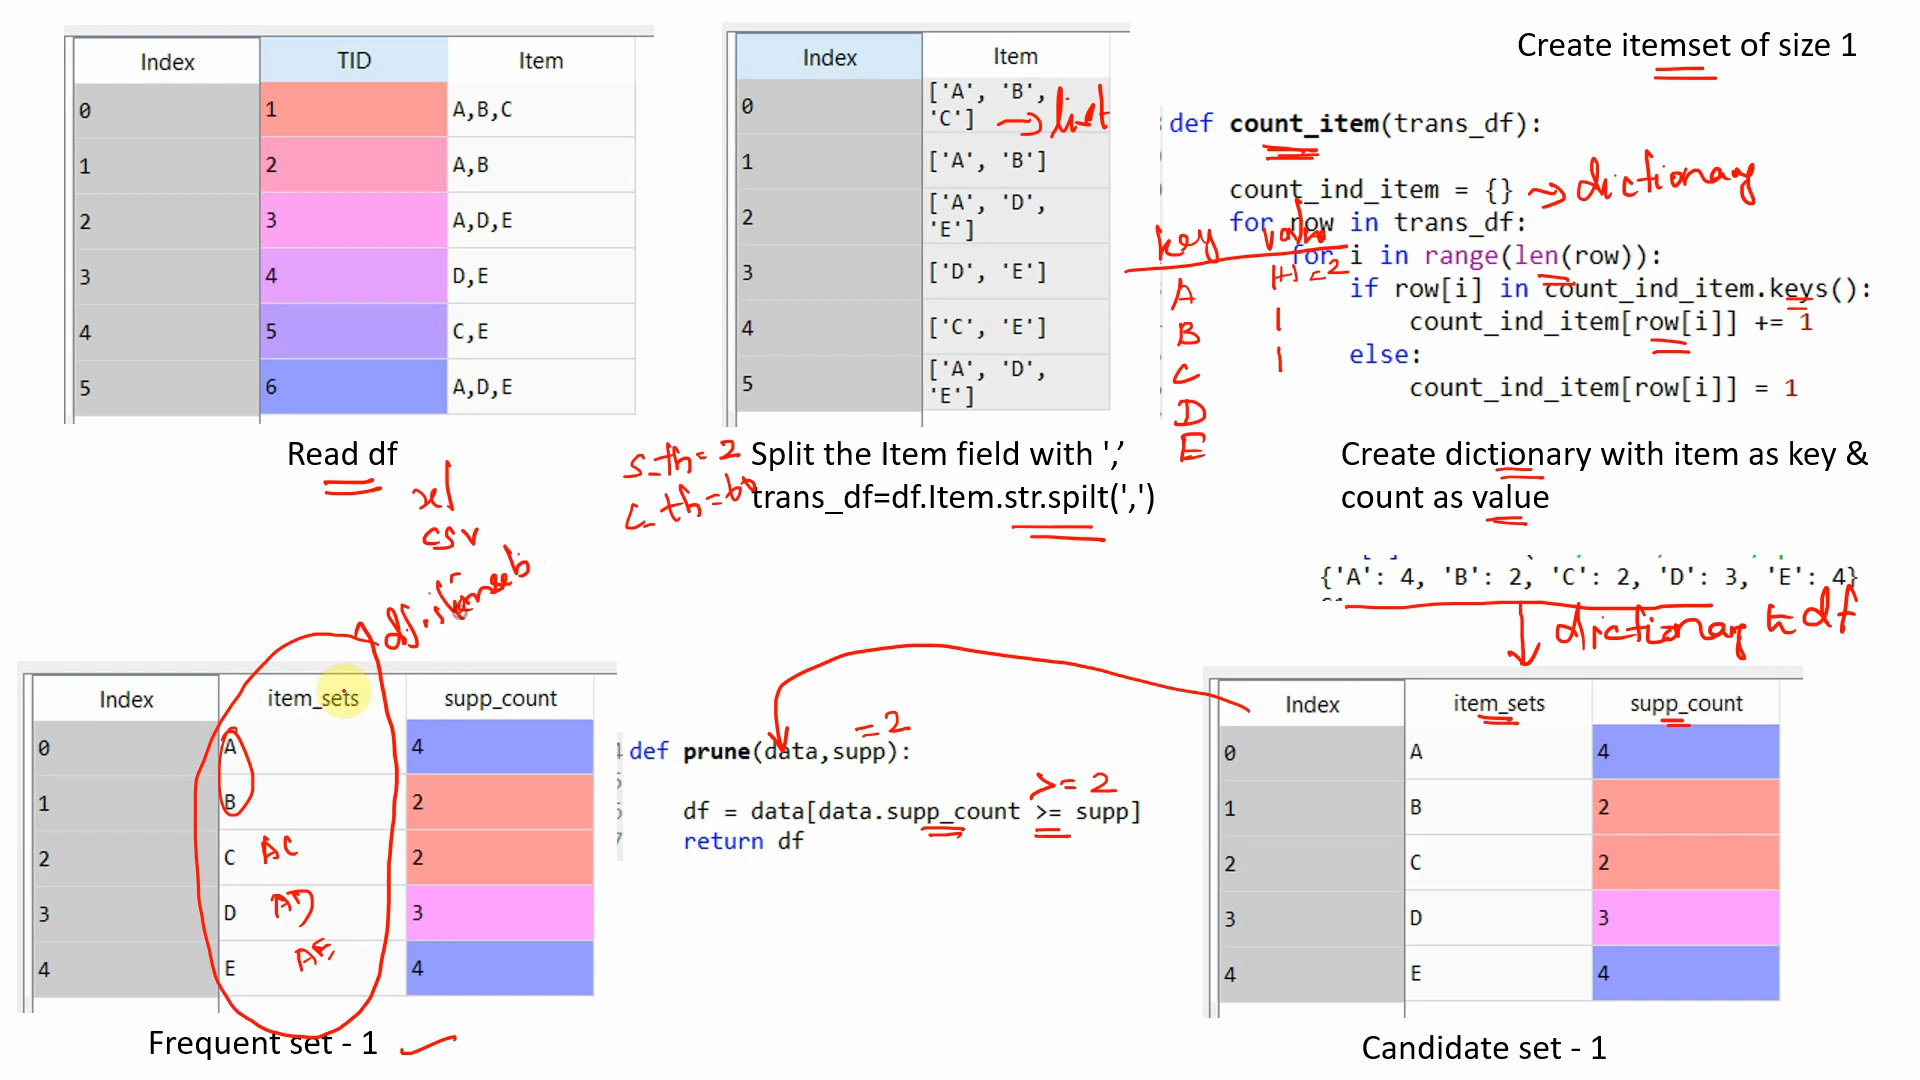 Index TID Item
0 1 A,B,C
1 2 A,B
2 3 A,D,E
3 4 D,E
4 5 C,E
5 6 A,D,E
Read df
xl
csv
Index Item
0 ['A', 'B', 'C']
→ list
1 ['A', 'B']
2 ['A', 'D', 'E']
3 ['D', 'E']
4 ['C', 'E']
5 ['A', 'D', 'E']
s-th=2
Split the Item field with ','
trans_df=df.Item.str.spilt(',')
Create itemset of size 1
def count_item(trans_df):
count_ind_item = {}
→ dictionary
for row in trans_df:
for i in range(len(row)):
if row[i] in count_ind_item.keys():
count_ind_item[row[i]] += 1
else:
count_ind_item[row[i]] = 1
key value
A 1+1=2
B 1
C 1
D
E
Create dictionary with item as key &
count as value
{'A': 4, 'B': 2, 'C': 2, 'D': 3, 'E': 4}
dictionary to df
Index item_sets supp_count
0 A 4
1 B 2
2 C AC 2
3 D AD 3
4 E AE 4
Frequent set - 1
=2
def prune(data,supp):
>= 2
df = data[data.supp_count >= supp]
return df
Index item_sets supp_count
0 A 4
1 B 2
2 C 2
3 D 3
4 E 4
Candidate set - 1